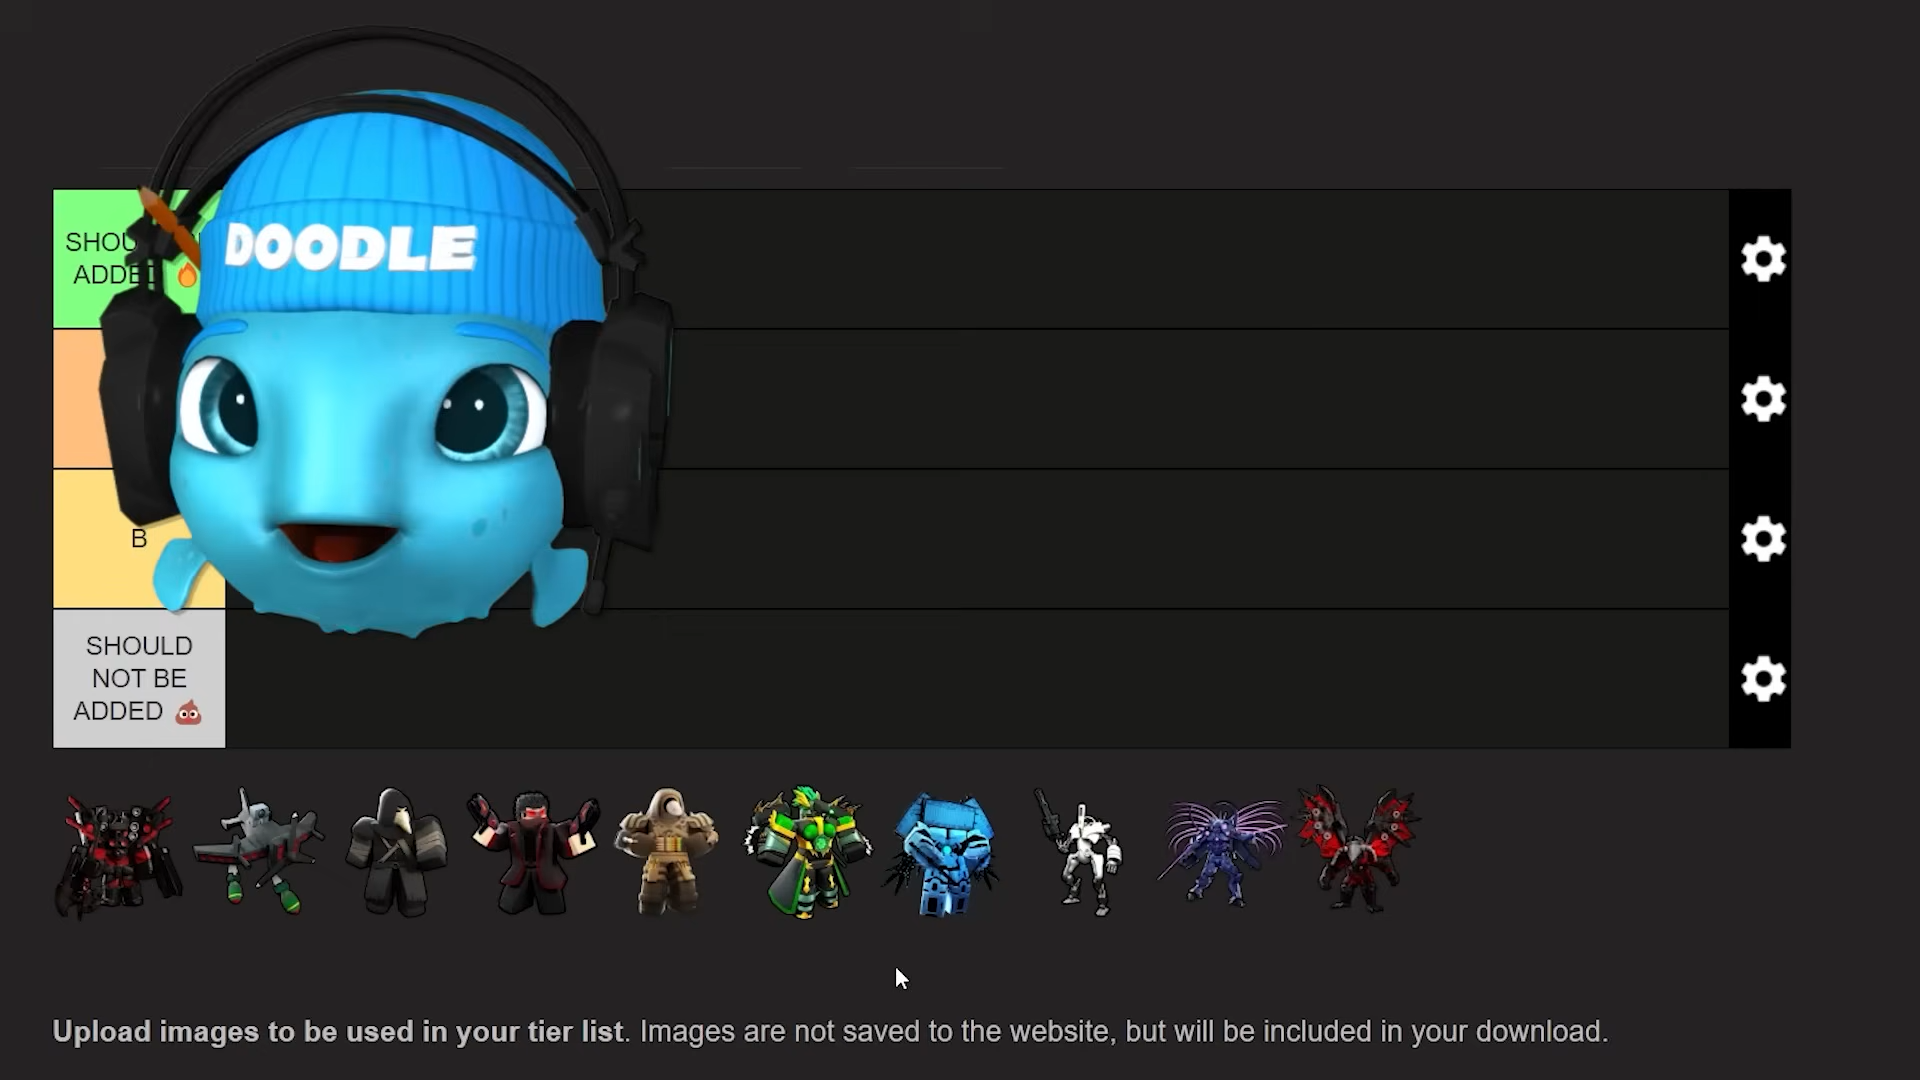 DOODLE
ADDED 🔥
B
SHOULD
NOT BE
ADDED 💩
Upload images to be used in your tier list. Images are not saved to the website, but will be included in your download.